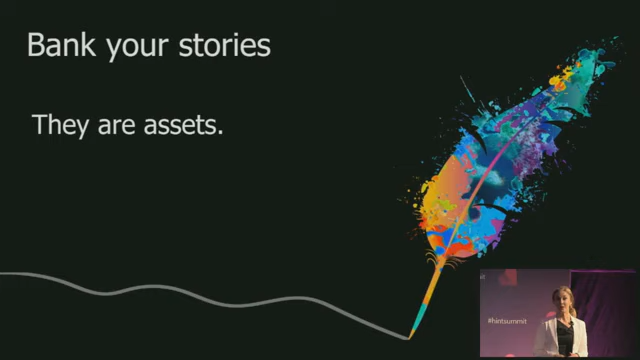 Bank your stories
They are assets.
#hintsummit